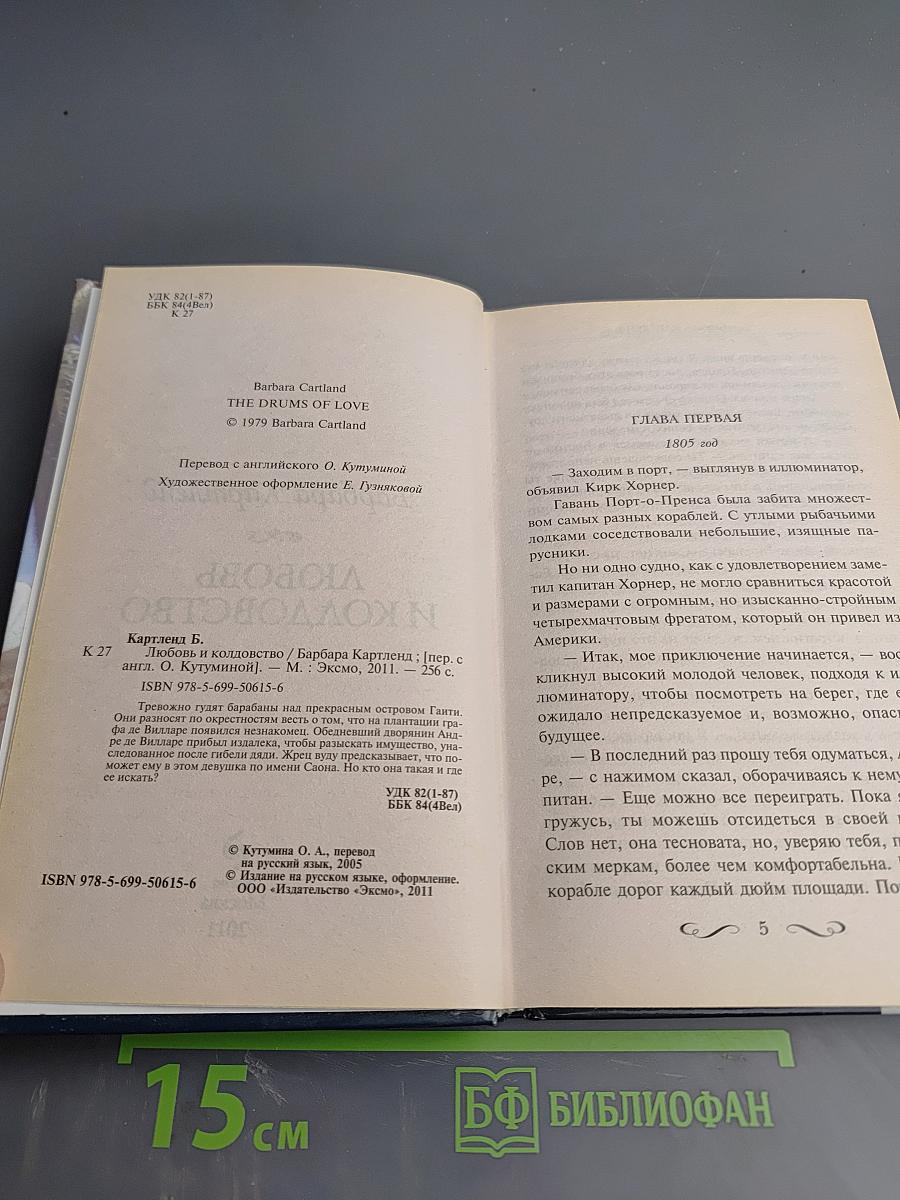 УДК 82(1-87)
ББК 84(4Вел)
К 27
Barbara Cartland
THE DRUMS OF LOVE
© 1979 Barbara Cartland
Перевод с английского О. Кутуминой
Художественное оформление Е. Гузняковой
Картленд Б.
К 27 Любовь и колдовство / Барбара Картленд ; [пер. с
англ. О. Кутуминой]. — М. : Эксмо, 2011. — 256 с.
ISBN 978-5-699-50615-6
Тревожно гудят барабаны над прекрасным островом Гаити.
Они разносят по окрестностям весть о том, что на плантации гра-
фа де Вилларе появился незнакомец. Обедневший дворянин Анд-
ре де Вилларе прибыл издалека, чтобы разыскать имущество, уна-
следованное после гибели дяди. Жрец вуду предсказывает, что по-
может ему в этом девушка по имени Саона. Но кто она такая и где
ее искать?
УДК 82(1-87)
ББК 84(4Вел)
© Кутумина О. А., перевод
на русский язык, 2005
© Издание на русском языке, оформление.
ООО «Издательство «Эксмо», 2011
ISBN 978-5-699-50615-6
ГЛАВА ПЕРВАЯ
1805 год
— Заходим в порт, — выглянув в иллюминатор,
объявил Кирк Хорнер.
Гавань Порт-о-Пренса была забита множест-
вом самых разных кораблей. С утлыми рыбачьими
лодками соседствовали небольшие, изящные па-
русники.
Но ни одно судно, как с удовлетворением заме-
тил капитан Хорнер, не могло сравниться красотой
и размерами с огромным, но изысканно-стройным
четырехмачтовым фрегатом, который он привел из
Америки.
— Итак, мое приключение начинается, — вос
кликнул высокий молодой человек, подходя к и
люминатору, чтобы посмотреть на берег, где е
ожидало непредсказуемое и, возможно, опас
будущее.
— В последний раз прошу тебя одуматься,
ре, — с нажимом сказал, оборачиваясь к нему
питан. — Еще можно все переиграть. Пока я
гружусь, ты можешь отсидеться в своей
Слов нет, она тесновата, но, уверяю тебя, п
ским меркам, более чем комфортабельна.
корабле дорог каждый дюйм площади. По
5
15 см
БФ БИБЛИОФАН